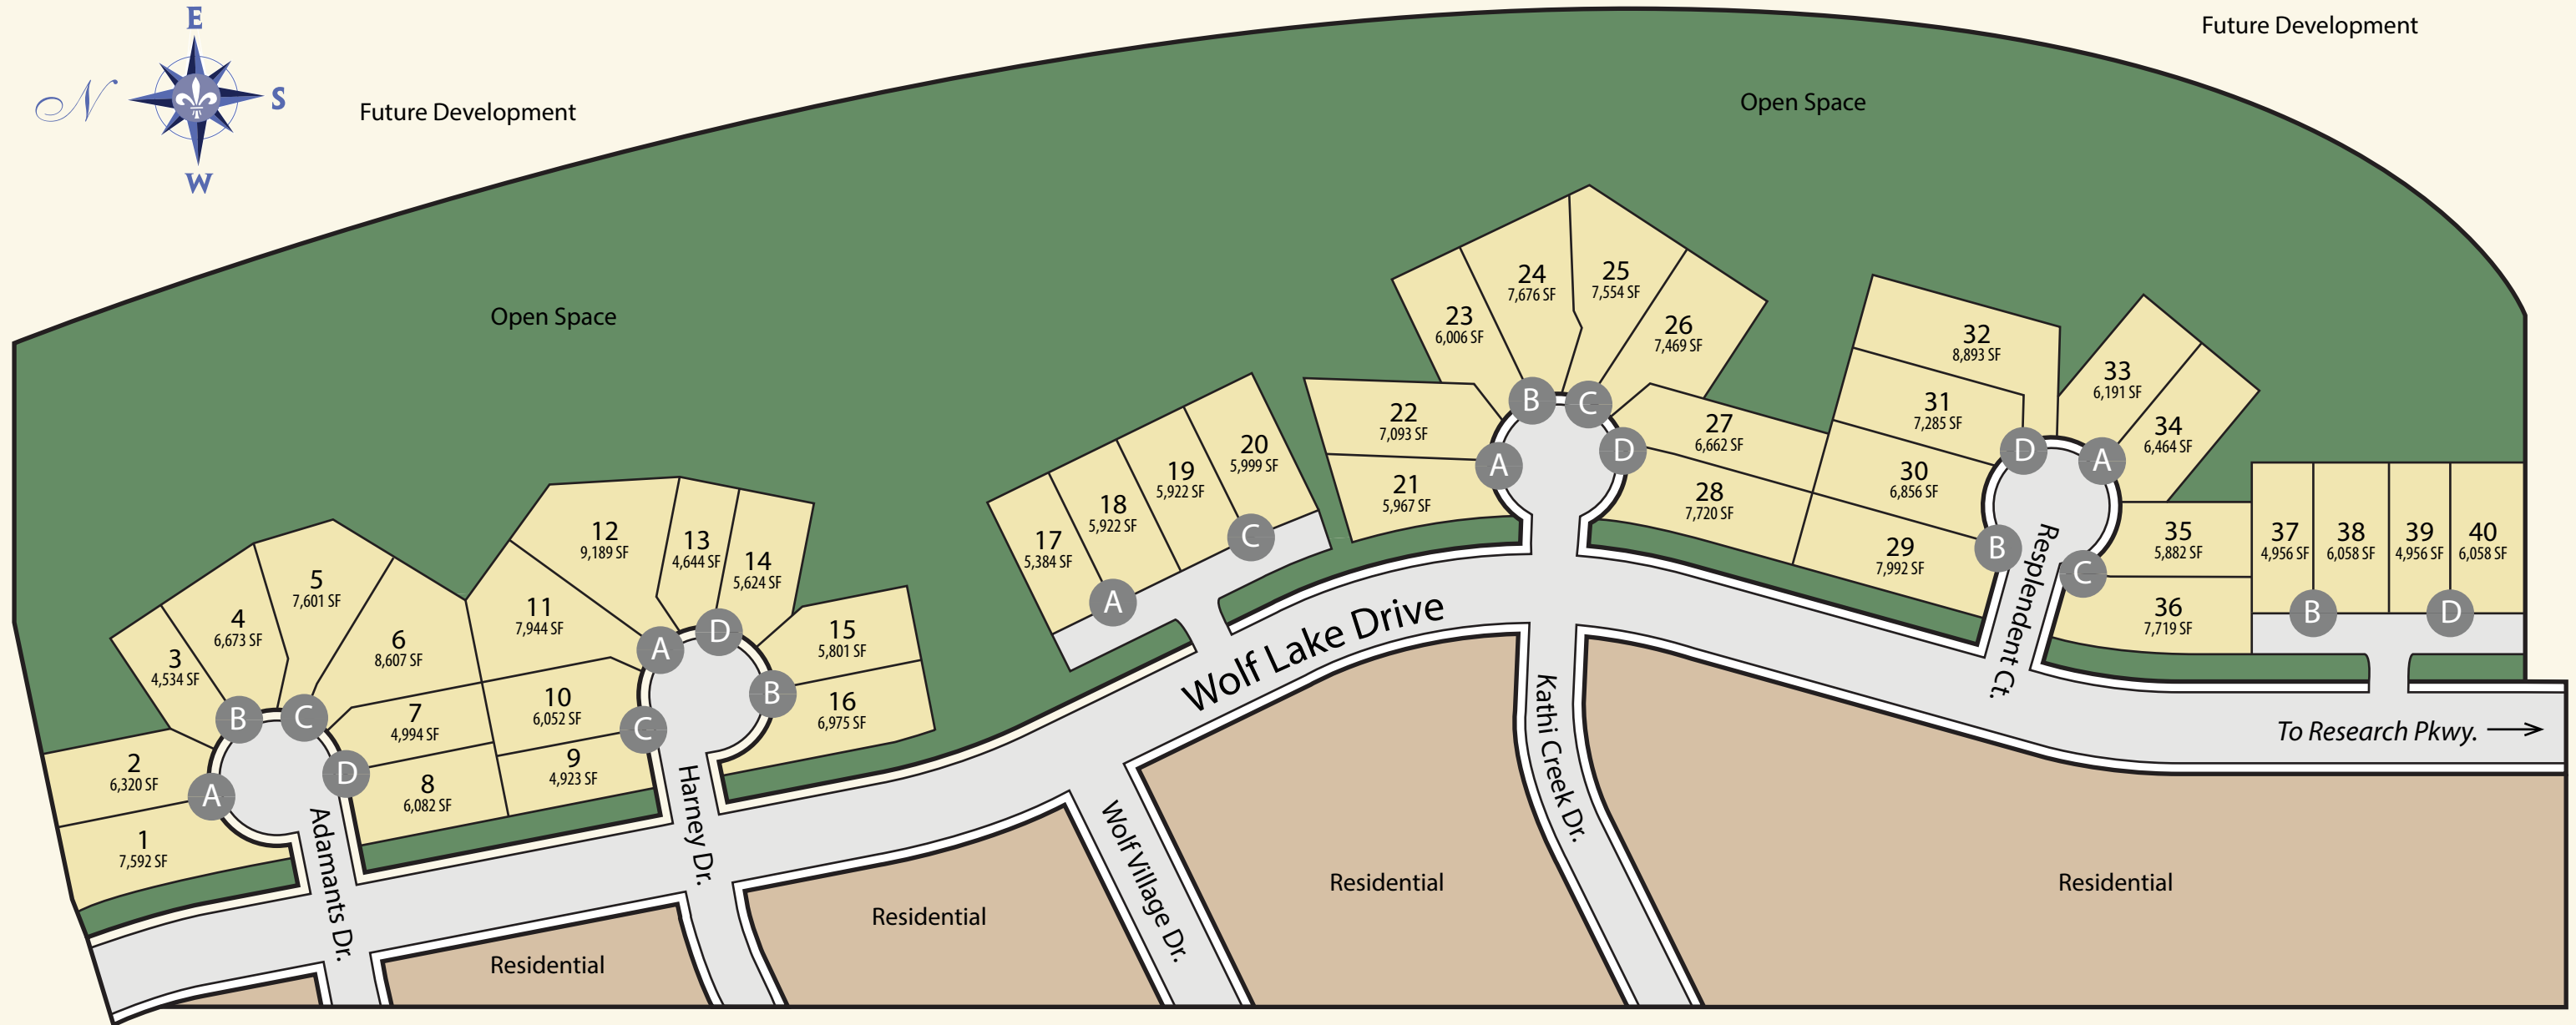 E
N
S
W
Future Development
Future Development
Open Space
Open Space
1
7,592 SF
2
6,320 SF
3
4,534 SF
4
6,673 SF
5
7,601 SF
6
8,607 SF
7
4,994 SF
8
6,082 SF
A
B
C
D
9
4,923 SF
10
6,052 SF
11
7,944 SF
12
9,189 SF
13
4,644 SF
14
5,624 SF
15
5,801 SF
16
6,975 SF
A
D
B
C
17
5,384 SF
18
5,922 SF
19
5,922 SF
20
5,999 SF
A
C
21
5,967 SF
22
7,093 SF
23
6,006 SF
24
7,676 SF
25
7,554 SF
26
7,469 SF
27
6,662 SF
28
7,720 SF
A
B
C
D
29
7,992 SF
30
6,856 SF
31
7,285 SF
32
8,893 SF
33
6,191 SF
34
6,464 SF
35
5,882 SF
36
7,719 SF
D
A
B
C
37
4,956 SF
38
6,058 SF
39
4,956 SF
40
6,058 SF
B
D
Adamants Dr.
Harney Dr.
Wolf Lake Drive
Wolf Village Dr.
Kathi Creek Dr.
Resplendent Ct.
To Research Pkwy.
Residential
Residential
Residential
Residential